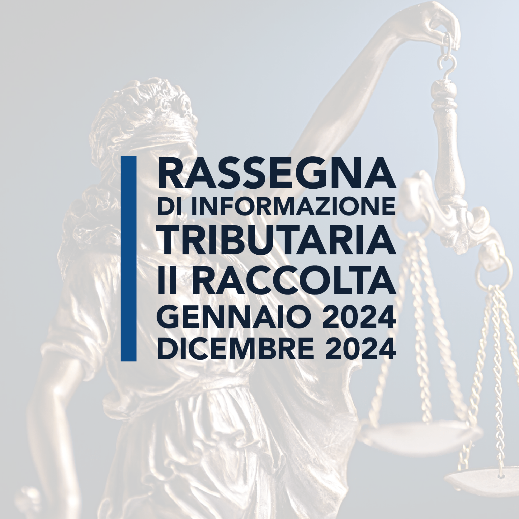 RASSEGNA
DI INFORMAZIONE
TRIBUTARIA
II RACCOLTA
GENNAIO 2024
DICEMBRE 2024